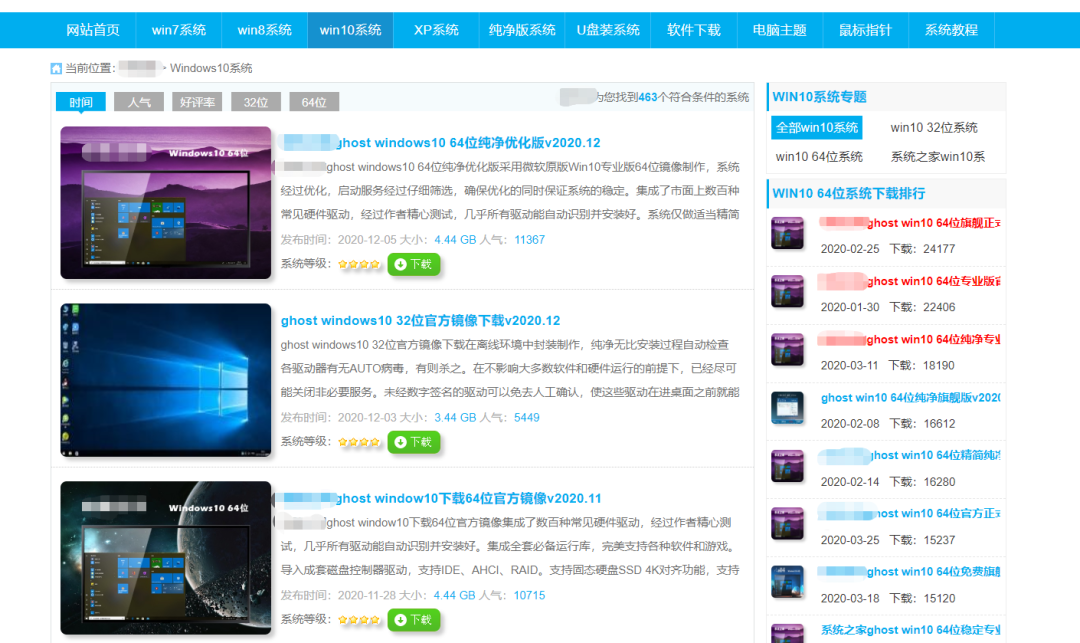 网站首页 win7系统 win8系统 win10系统 XP系统 纯净版系统 U盘装系统 软件下载 电脑主题 鼠标指针 系统教程
当前位置： Windows10系统
时间 人气 好评率 32位 64位
为您找到463个符合条件的系统
Windows10 64位
ghost windows10 64位纯净优化版v2020.12
ghost windows10 64位纯净优化版采用微软原版Win10专业版64位镜像制作，系统
经过优化，启动服务经过仔细筛选，确保优化的同时保证系统的稳定。集成了市面上数百种
常见硬件驱动，经过作者精心测试，几乎所有驱动能自动识别并安装好。系统仅做适当精简
发布时间：2020-12-05 大小：4.44 GB 人气：11367
系统等级： 下载
ghost windows10 32位官方镜像下载v2020.12
ghost windows10 32位官方镜像下载在离线环境中封装制作，纯净无比安装过程自动检查
各驱动器有无AUTO病毒，有则杀之。在不影响大多数软件和硬件运行的前提下，已经尽可
能关闭非必要服务。未经数字签名的驱动可以免去人工确认，使这些驱动在进桌面之前就能
发布时间：2020-12-03 大小：3.44 GB 人气：5449
系统等级： 下载
Windows10 64位
ghost window10下载64位官方镜像v2020.11
ghost window10下载64位官方镜像集成了数百种常见硬件驱动，经过作者精心测
试，几乎所有驱动能自动识别并安装好。集成全套必备运行库，完美支持各种软件和游戏。
导入成套磁盘控制器驱动，支持IDE、AHCI、RAID。支持固态硬盘SSD 4K对齐功能，支持
发布时间：2020-11-28 大小：4.44 GB 人气：10715
系统等级： 下载
WIN10系统专题
全部win10系统 win10 32位系统
win10 64位系统 系统之家win10系
WIN10 64位系统下载排行
ghost win10 64位旗舰正式
2020-02-25 下载：24177
ghost win10 64位专业版
2020-01-30 下载：22406
ghost win10 64位纯净专业
2020-03-11 下载：18190
ghost win10 64位纯净旗舰版v2020
2020-02-08 下载：16612
ghost win10 64位精简纯净
2020-02-14 下载：16280
host win10 64位官方正式
2020-03-25 下载：15237
ghost win10 64位免费旗舰
2020-03-18 下载：15120
系统之家ghost win10 64位稳定专业